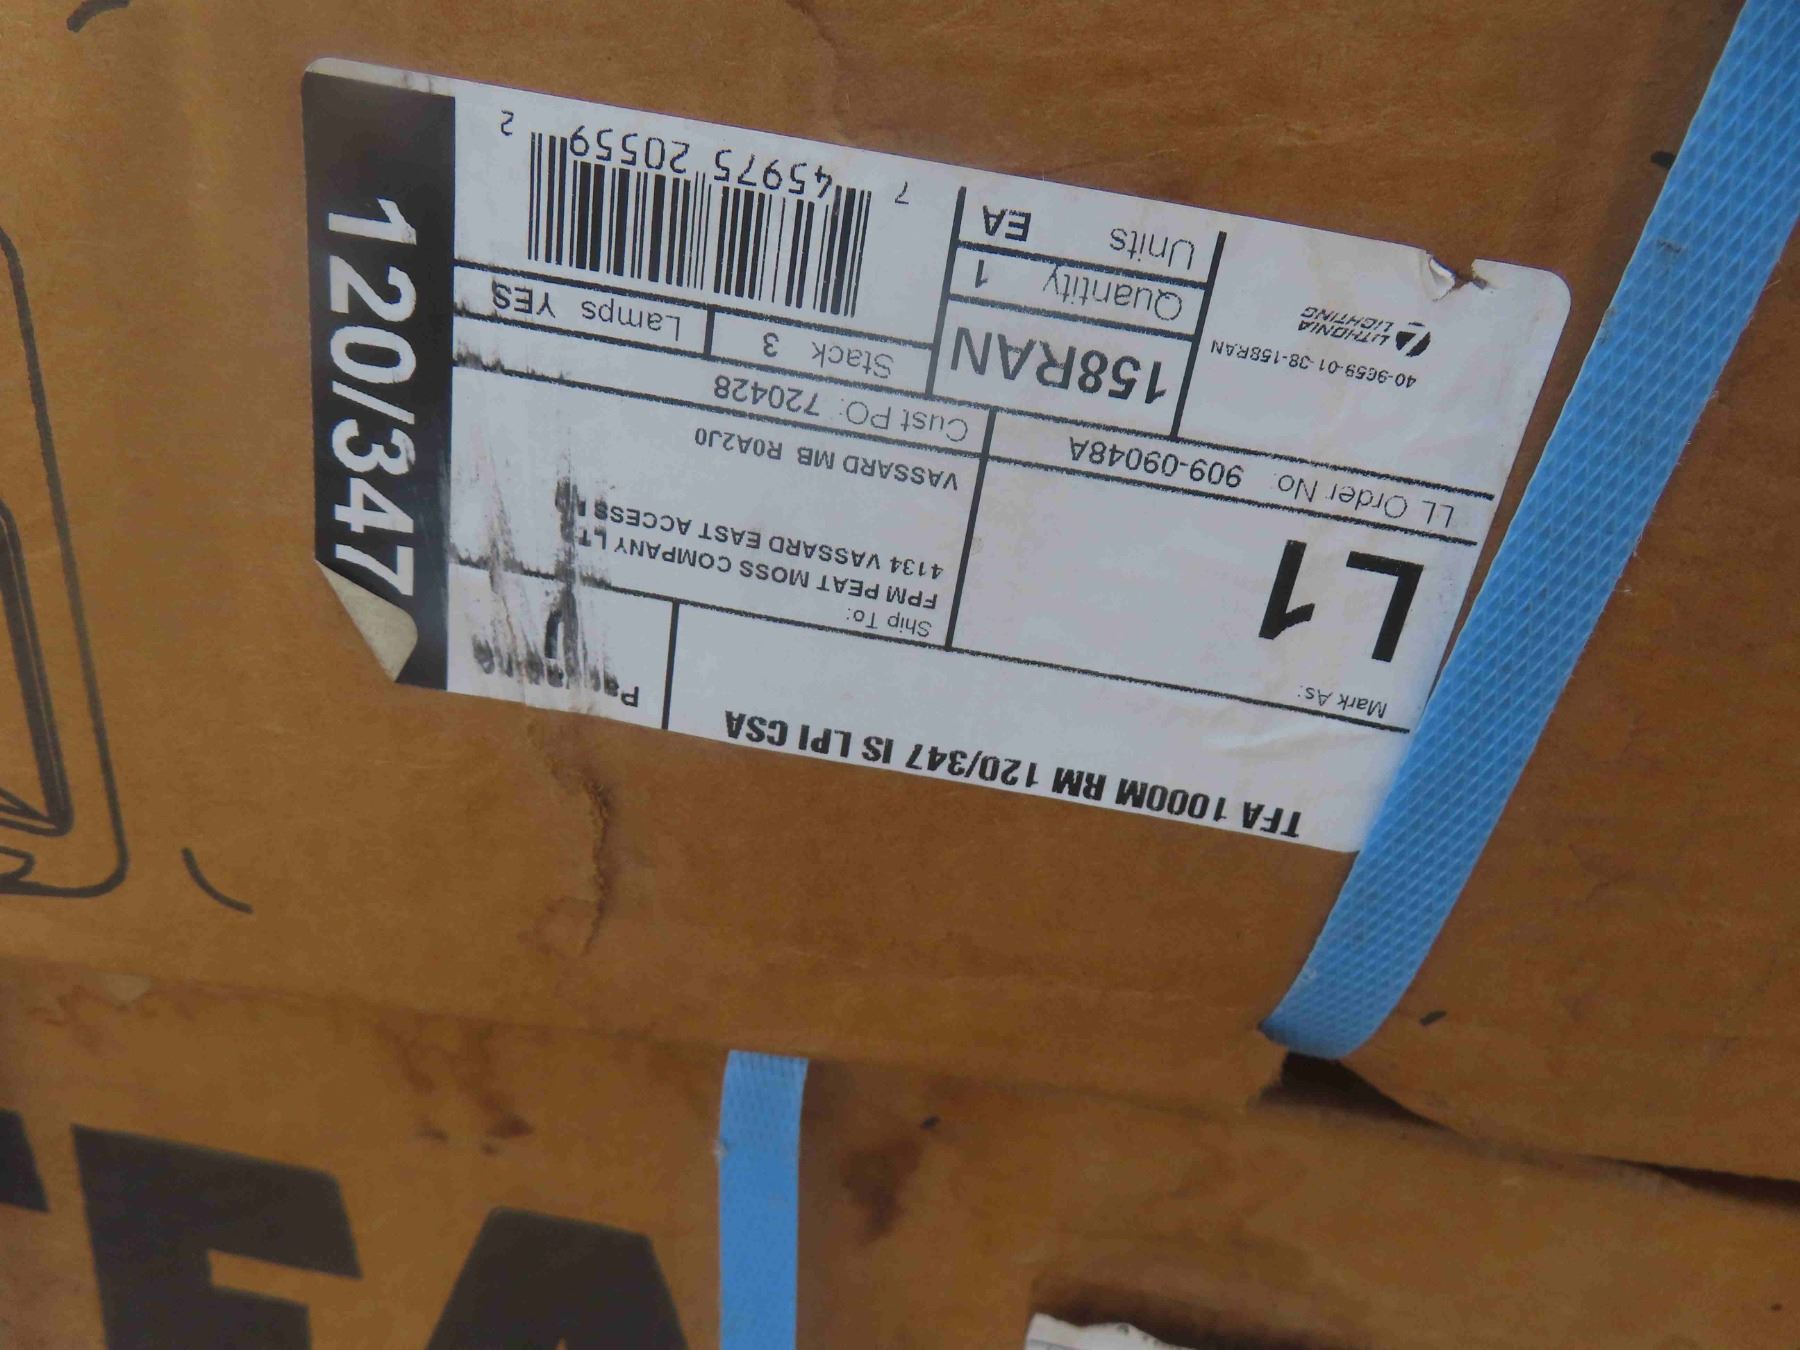 TFA 1000M RM 120/347 IS LPI CSA
Mark As:
L1
Ship To:
FPM PEAT MOSS COMPANY
4134 VASSARD EAST ACCESS
VASSARD MB R0A2J0
LL Order No: 909-09048A
Cust PO: 720428
40-9659-01-38-158RAN
LITHONIA
LIGHTING
158RAN
Quantity 1
Units EA
Stack 3
Lamps YES
7 45975 20559 2
120/347